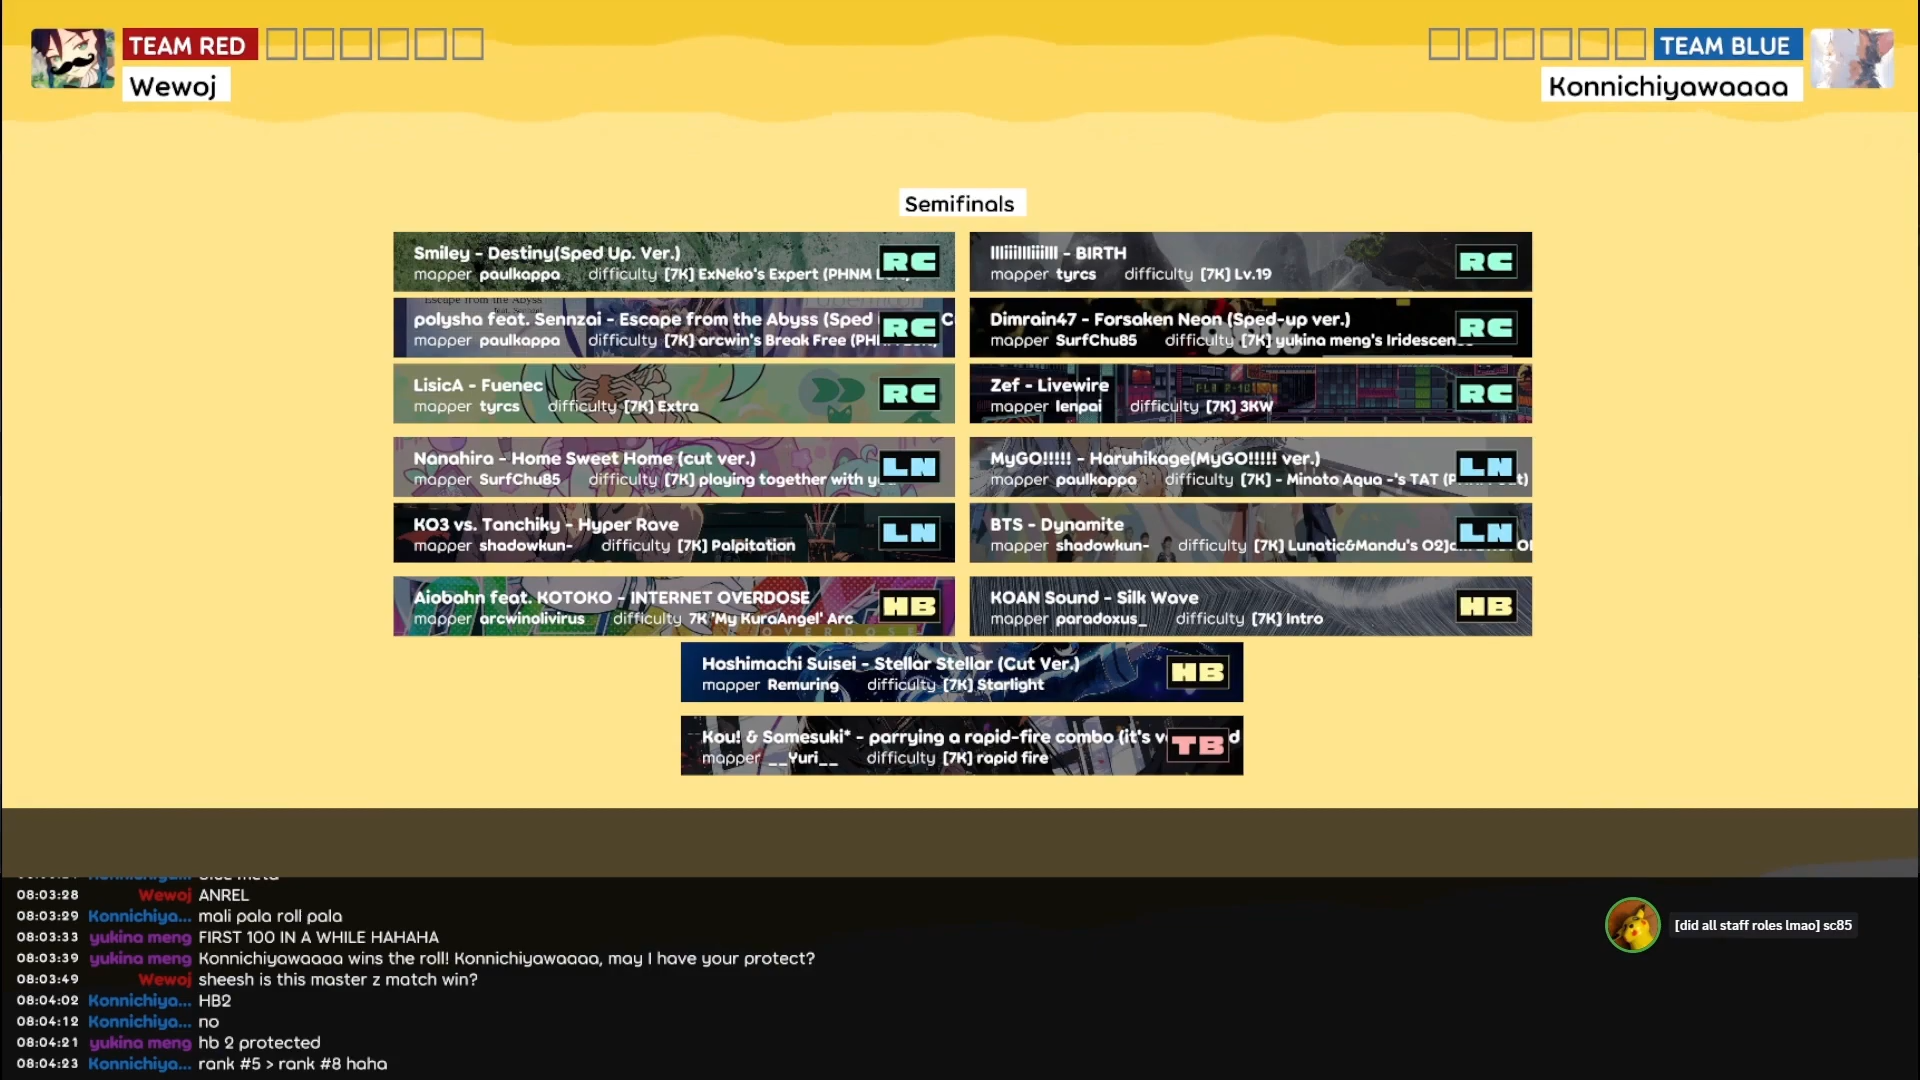 TEAM RED
Wewoj
TEAM BLUE
Konnichiyawaaaa
Semifinals
Smiley - Destiny(Sped Up. Ver.)
mapper paulkappa difficulty [7K] ExNeko's Expert (PHNM
RC
llliiillliiilll - BIRTH
mapper tyrcs difficulty [7K] Lv.19
RC
Escape from the Abyss
polysha feat. Sennzai - Escape from the Abyss (Sped
mapper paulkappa difficulty [7K] arcwin's Break Free
RC
Dimrain47 - Forsaken Neon (Sped-up ver.)
mapper SurfChu85 difficulty [7K] yukina meng's
RC
LisicA - Fuenec
mapper tyrcs difficulty [7K] Extra
RC
Zef - Livewire
mapper lenpai difficulty [7K] 3KW
RC
Nanahira - Home Sweet Home (cut ver.)
mapper SurfChu85 difficulty [7K] playing together with
LN
MyGO!!!!! - Haruhikage(MyGO!!!!! ver.)
mapper paulkappa difficulty [7K] - Minato Aqua -'s TAT
LN
KO3 vs. Tanchiky - Hyper Rave
mapper shadowkun- difficulty [7K] Palpitation
LN
BTS - Dynamite
mapper shadowkun- difficulty [7K] Lunatic&Mandu's
LN
Aiobahn feat. KOTOKO - INTERNET OVERDOSE
mapper arcwinolivirus difficulty 7K 'My KuraAngel' Arc
HB
KOAN Sound - Silk Wave
mapper paradoxus_ difficulty [7K] Intro
HB
Hoshimachi Suisei - Stellar Stellar (Cut Ver.)
mapper Remuring difficulty [7K] Starlight
HB
Kou! & Samesuki* - parrying a rapid-fire combo (it's
mapper __Yuri__ difficulty [7K] rapid fire
TB
08:03:28 Wewoj ANREL
08:03:29 Konnichiya... mali pala roll pala
08:03:33 yukina meng FIRST 100 IN A WHILE HAHAHA
08:03:39 yukina meng Konnichiyawaaaa wins the roll! Konnichiyawaaaa, may I have your protect?
08:03:49 Wewoj sheesh is this master z match win?
08:04:02 Konnichiya... HB2
08:04:12 Konnichiya... no
08:04:21 yukina meng hb 2 protected
08:04:23 Konnichiya... rank #5 > rank #8 haha
[did all staff roles lmao] sc85